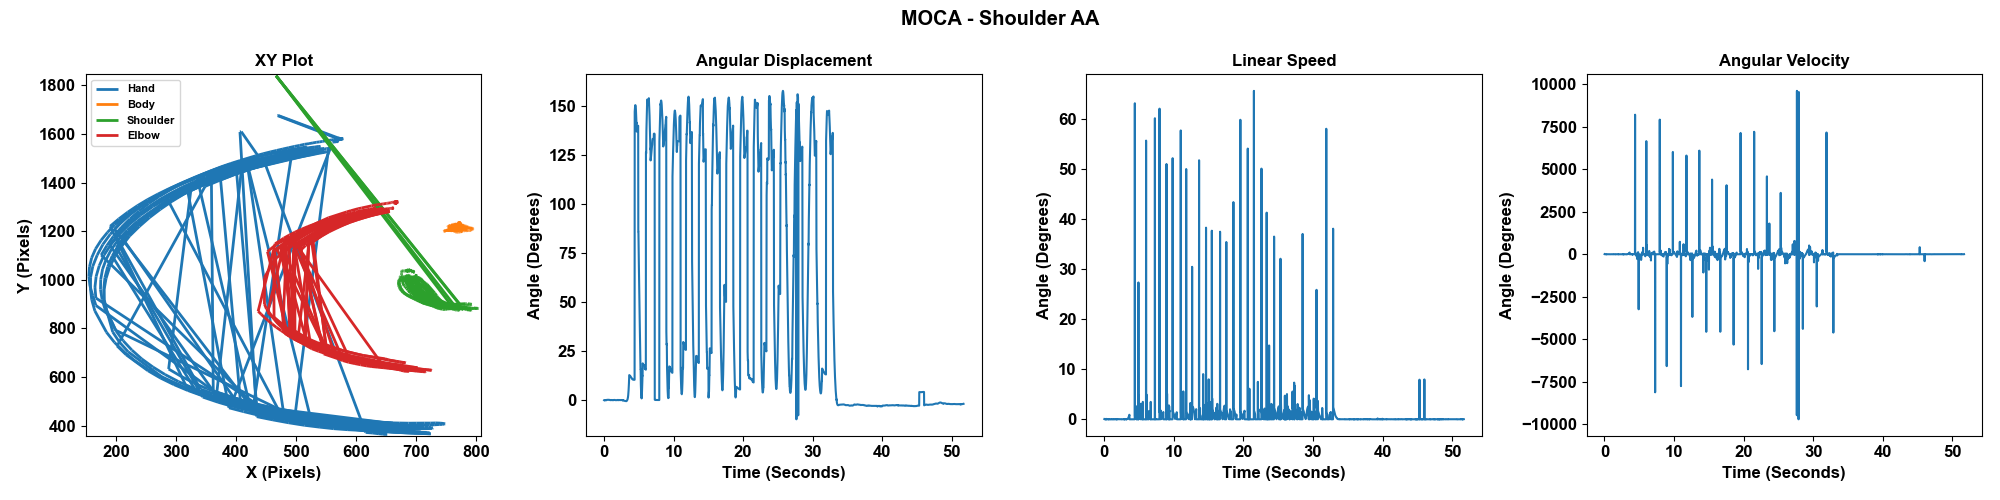 MOCA - Shoulder AA
XY Plot
Hand
Body
Shoulder
Elbow
1800
1600
1400
1200
1000
800
600
400
Y (Pixels)
200 300 400 500 600 700 800
X (Pixels)
Angular Displacement
150
125
100
75
50
25
0
Angle (Degrees)
0 10 20 30 40 50
Time (Seconds)
Linear Speed
60
50
40
30
20
10
0
Angle (Degrees)
0 10 20 30 40 50
Time (Seconds)
Angular Velocity
10000
7500
5000
2500
0
−2500
−5000
−7500
−10000
Angle (Degrees)
0 10 20 30 40 50
Time (Seconds)